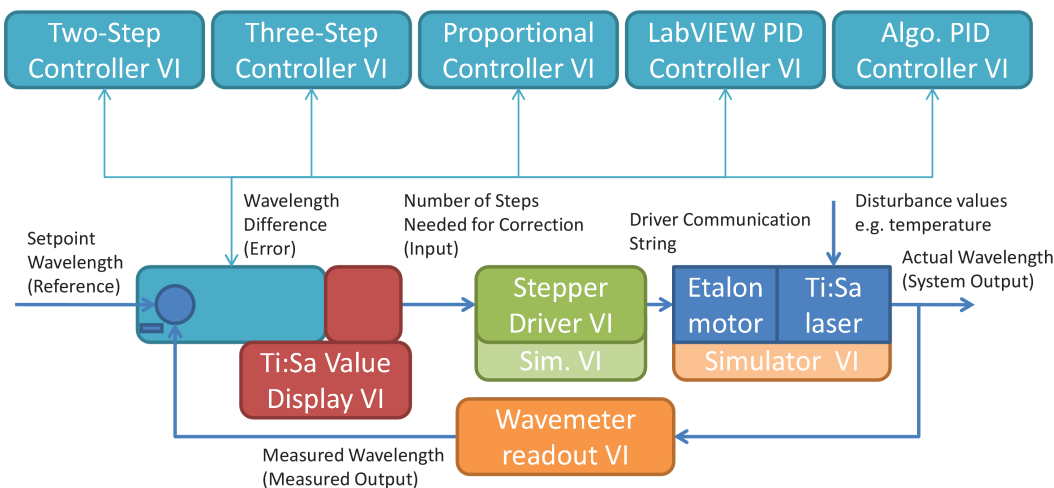 Two-Step
Controller VI
Three-Step
Controller VI
Proportional
Controller VI
LabVIEW PID
Controller VI
Algo. PID
Controller VI
Wavelength
Difference
(Error)
Number of Steps
Needed for Correction
(Input)
Driver Communication
String
Disturbance values
e.g. temperature
Setpoint
Wavelength
(Reference)
Actual Wavelength
(System Output)
Stepper
Driver VI
Sim. VI
Etalon
motor
Ti:Sa
laser
Simulator VI
Ti:Sa Value
Display VI
Wavemeter
readout VI
Measured Wavelength
(Measured Output)